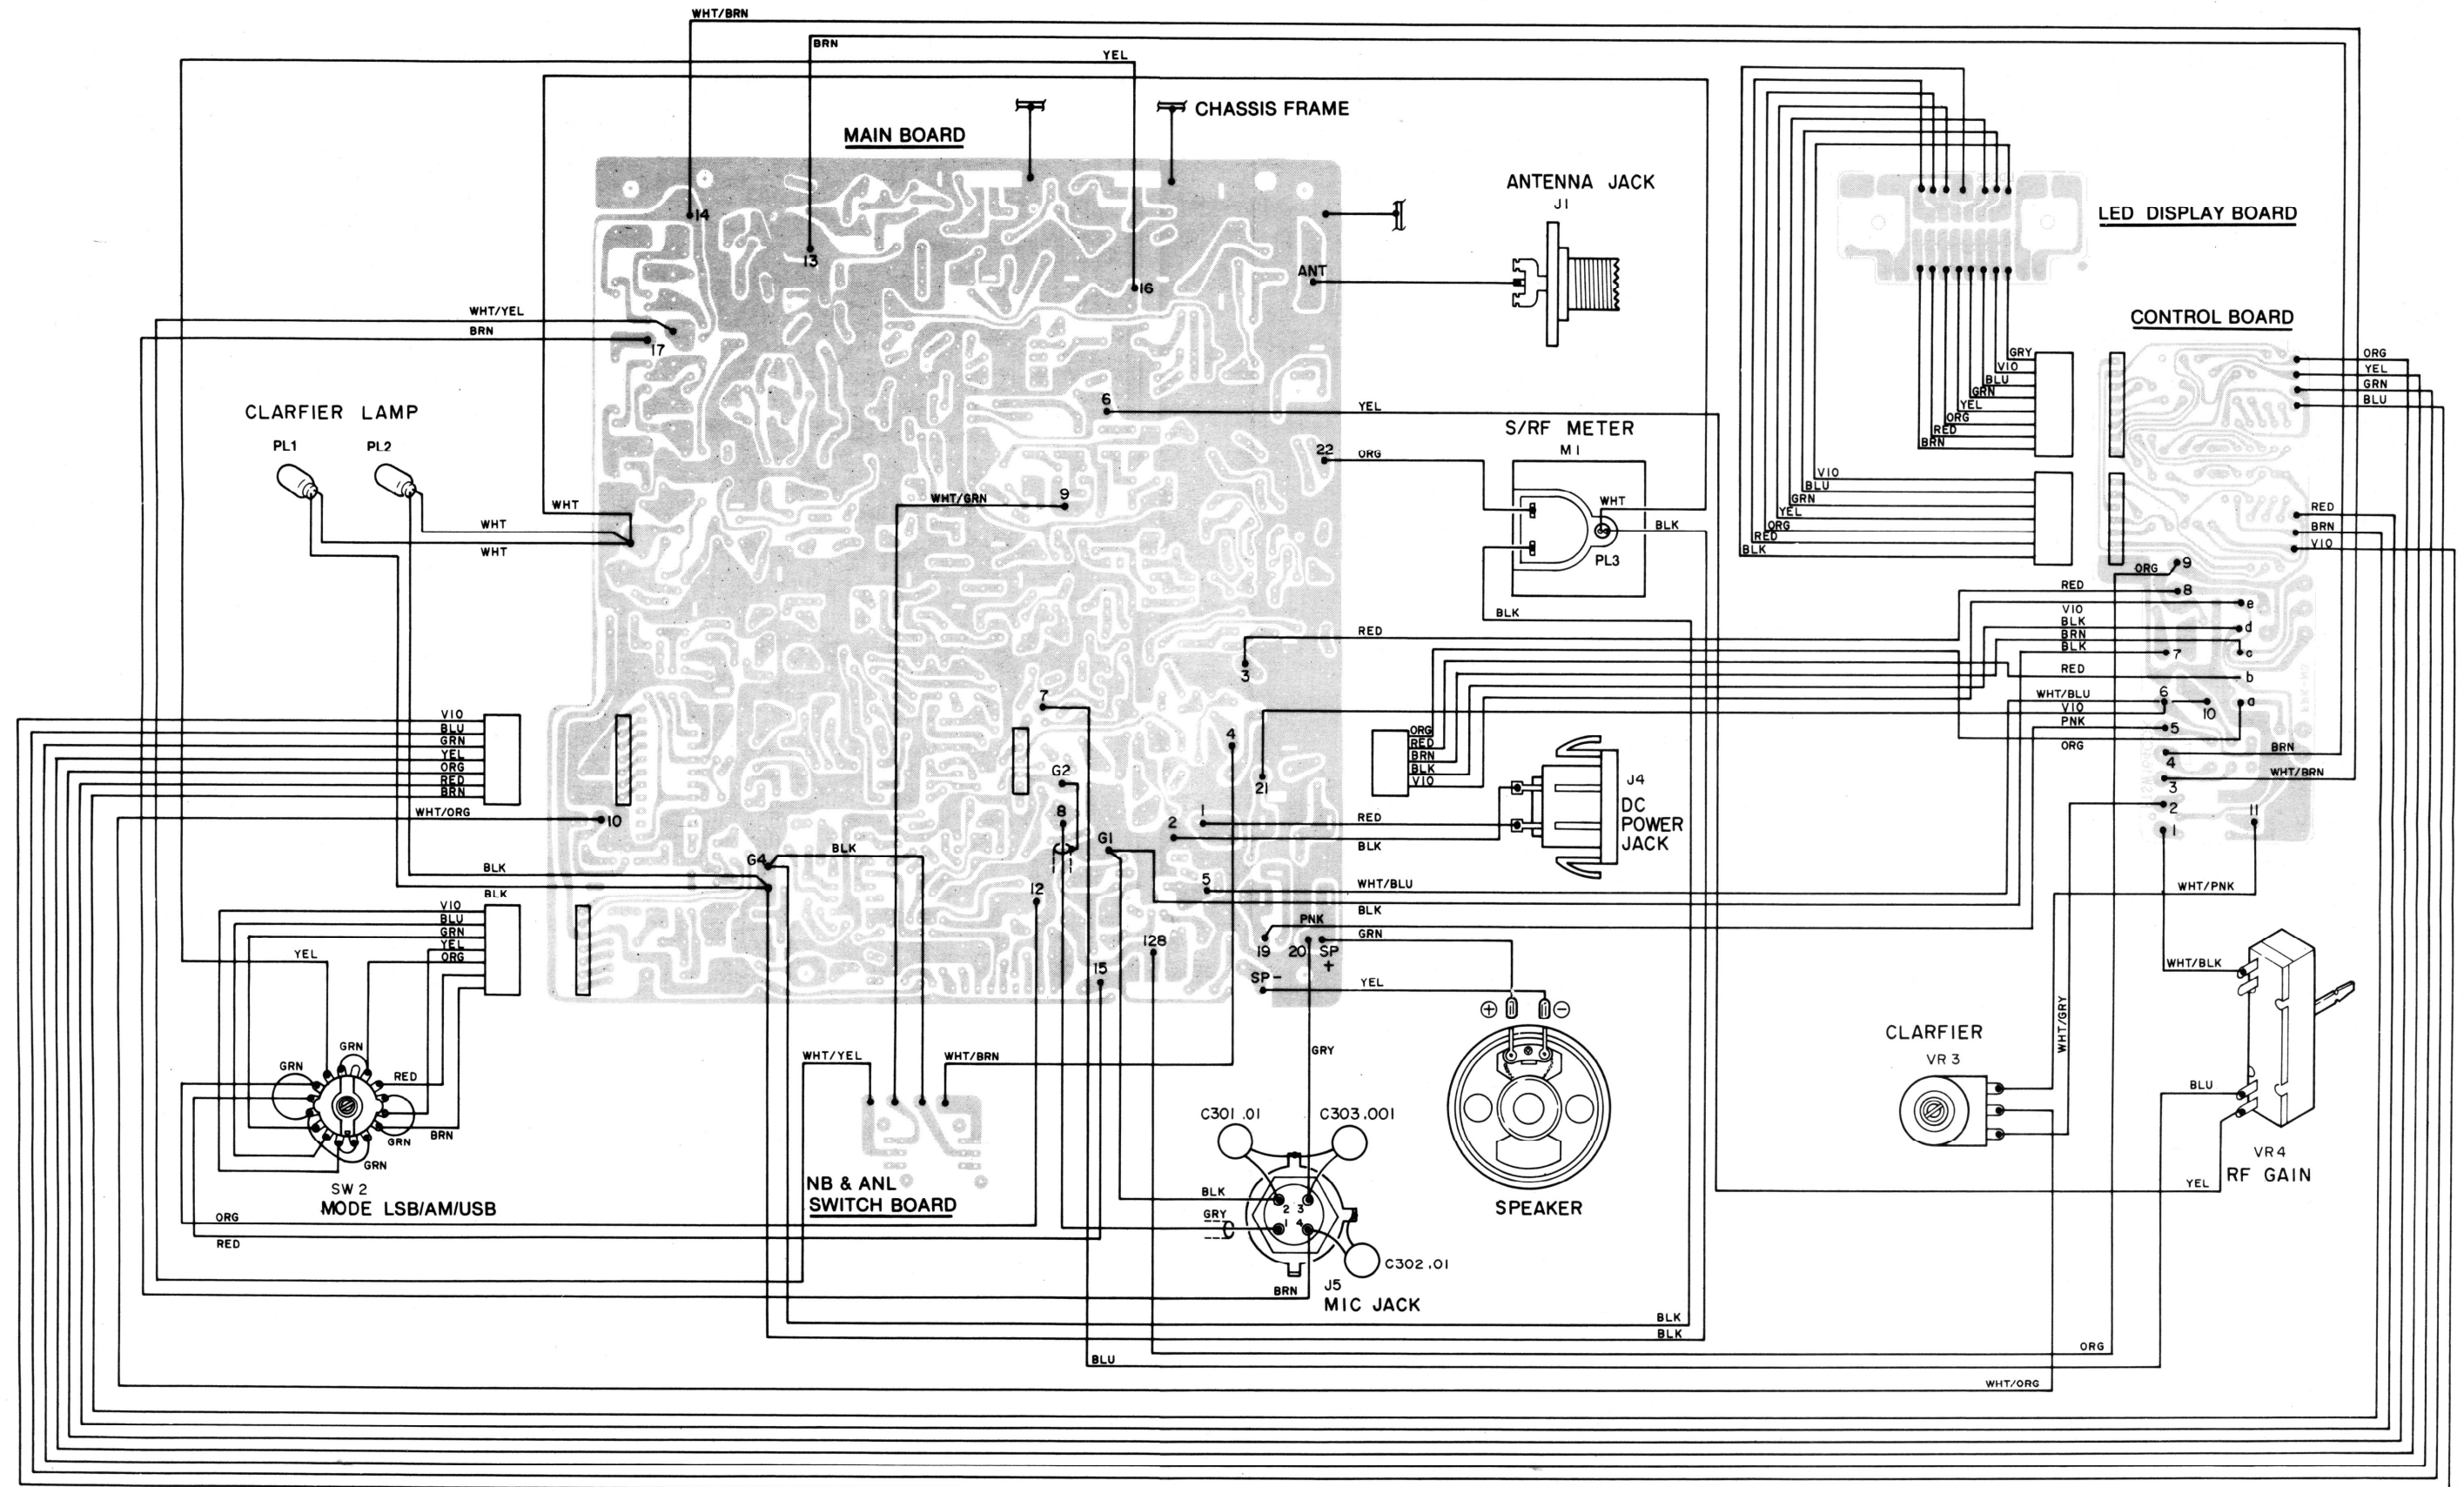 WHT/BRN
BRN
YEL
CHASSIS FRAME
MAIN BOARD
ANTENNA JACK
J1
LED DISPLAY BOARD
14
13
16
ANT
CONTROL BOARD
WHT/YEL
BRN
17
ORG
YEL
GRN
BLU
GRY
VIO
BLU
GRN
YEL
ORG
RED
BRN
CLARFIER LAMP
PL1
PL2
6
YEL
S/RF METER
M1
22
ORG
WHT
BLK
PL3
BLK
VIO
BLU
GRN
YEL
ORG
RED
BLK
RED
BRN
VIO
WHT
WHT
WHT
WHT/GRN
9
ORG
9
RED
8
VIO
e
BLK
d
BRN
BLK
7
c
RED
b
WHT/BLU
6
VIO
10
a
PNK
5
ORG
4
BRN
WHT/BRN
3
2
1
11
RED
3
7
4
21
G2
8
1
2
G1
5
12
G4
BLK
ORG
RED
BRN
BLK
VIO
J4
DC
POWER
JACK
RED
BLK
WHT/BLU
BLK
PNK
GRN
19
20
SP
+
SP-
YEL
128
15
VIO
BLU
GRN
YEL
ORG
RED
BRN
WHT/ORG
10
BLK
BLK
VIO
BLU
GRN
YEL
ORG
YEL
GRN
GRN
RED
BRN
GRN
GRN
SW2
MODE LSB/AM/USB
ORG
RED
WHT/YEL
WHT/BRN
NB & ANL
SWITCH BOARD
GRY
C301 .01
C303.001
BLK
GRY
2 3
1 4
C302.01
J5
MIC JACK
BRN
+
−
SPEAKER
WHT/PNK
WHT/BLK
WHT/GRY
CLARFIER
VR3
BLU
VR4
RF GAIN
YEL
BLK
BLK
BLU
ORG
WHT/ORG